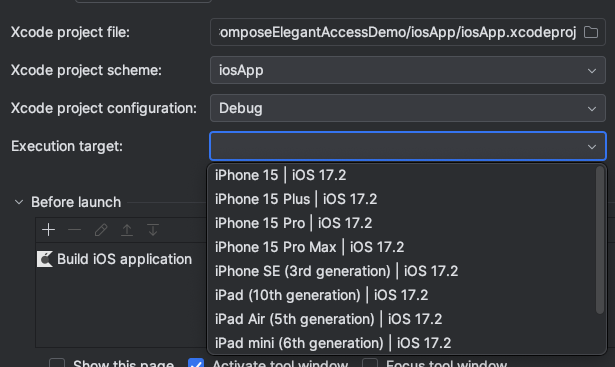 Xcode project file: :omposeElegantAccessDemo/iosApp/iosApp.xcodeproj
Xcode project scheme: iosApp
Xcode project configuration: Debug
Execution target:
iPhone 15 | iOS 17.2
iPhone 15 Plus | iOS 17.2
Before launch
iPhone 15 Pro | iOS 17.2
iPhone 15 Pro Max | iOS 17.2
Build iOS application
iPhone SE (3rd generation) | iOS 17.2
iPad (10th generation) | iOS 17.2
iPad Air (5th generation) | iOS 17.2
iPad mini (6th generation) | iOS 17.2
Show this page Activate tool window Focus tool window